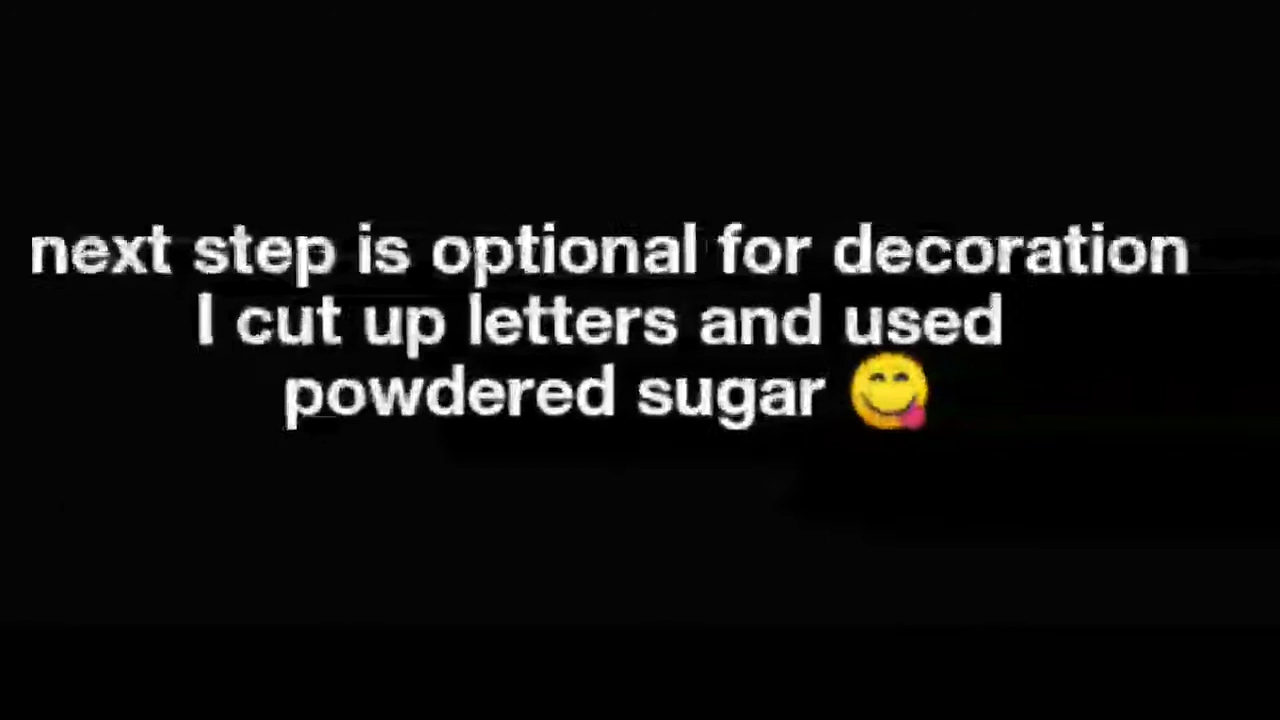 next step is optional for decoration
I cut up letters and used
powdered sugar 😋